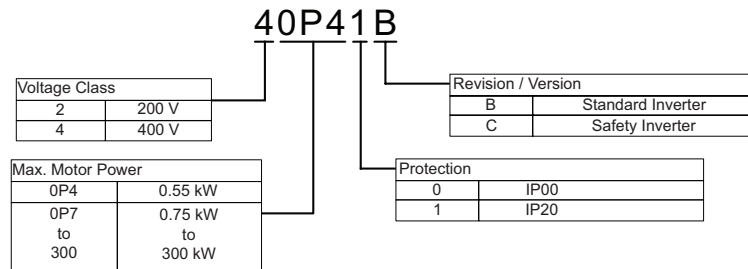 40P41B
Voltage Class
2 200 V
4 400 V
Revision / Version
B Standard Inverter
C Safety Inverter
Max. Motor Power
0P4 0.55 kW
0P7 0.75 kW
to to
300 300 kW
Protection
0 IP00
1 IP20